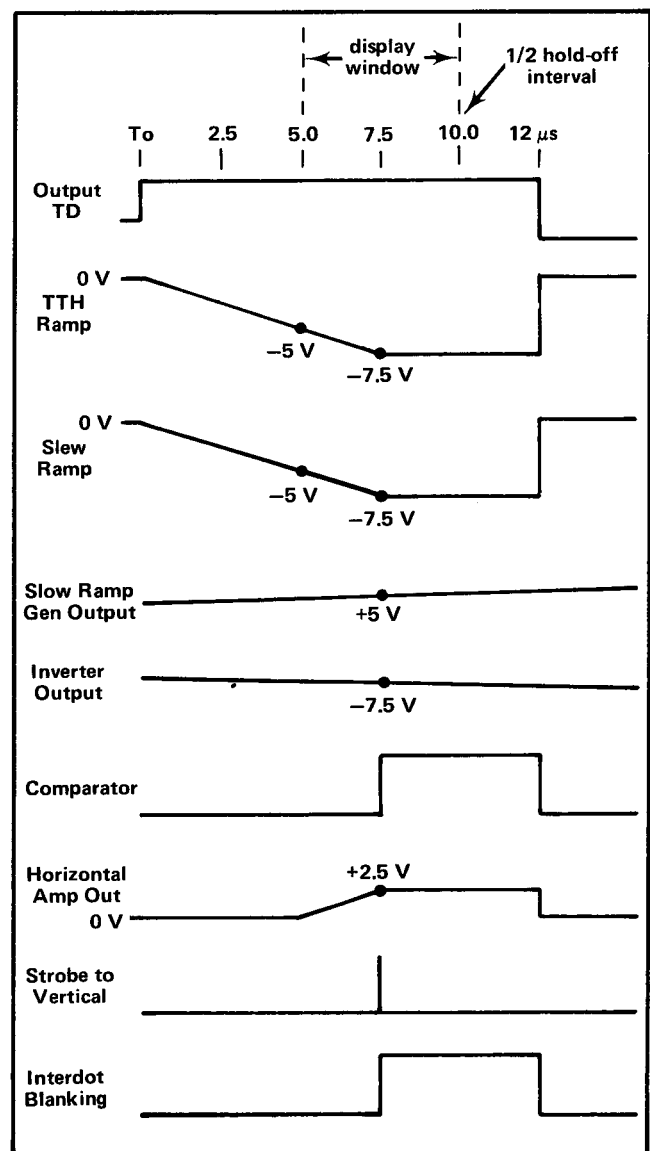 display
window
1/2 hold-off
interval
To 2.5 5.0 7.5 10.0 12 μs
Output
TD
0 V
TTH
Ramp
−5 V
−7.5 V
0 V
Slew
Ramp
−5 V
−7.5 V
Slow Ramp
Gen Output
+5 V
Inverter
Output
−7.5 V
Comparator
Horizontal
Amp Out
+2.5 V
0 V
Strobe to
Vertical
Interdot
Blanking